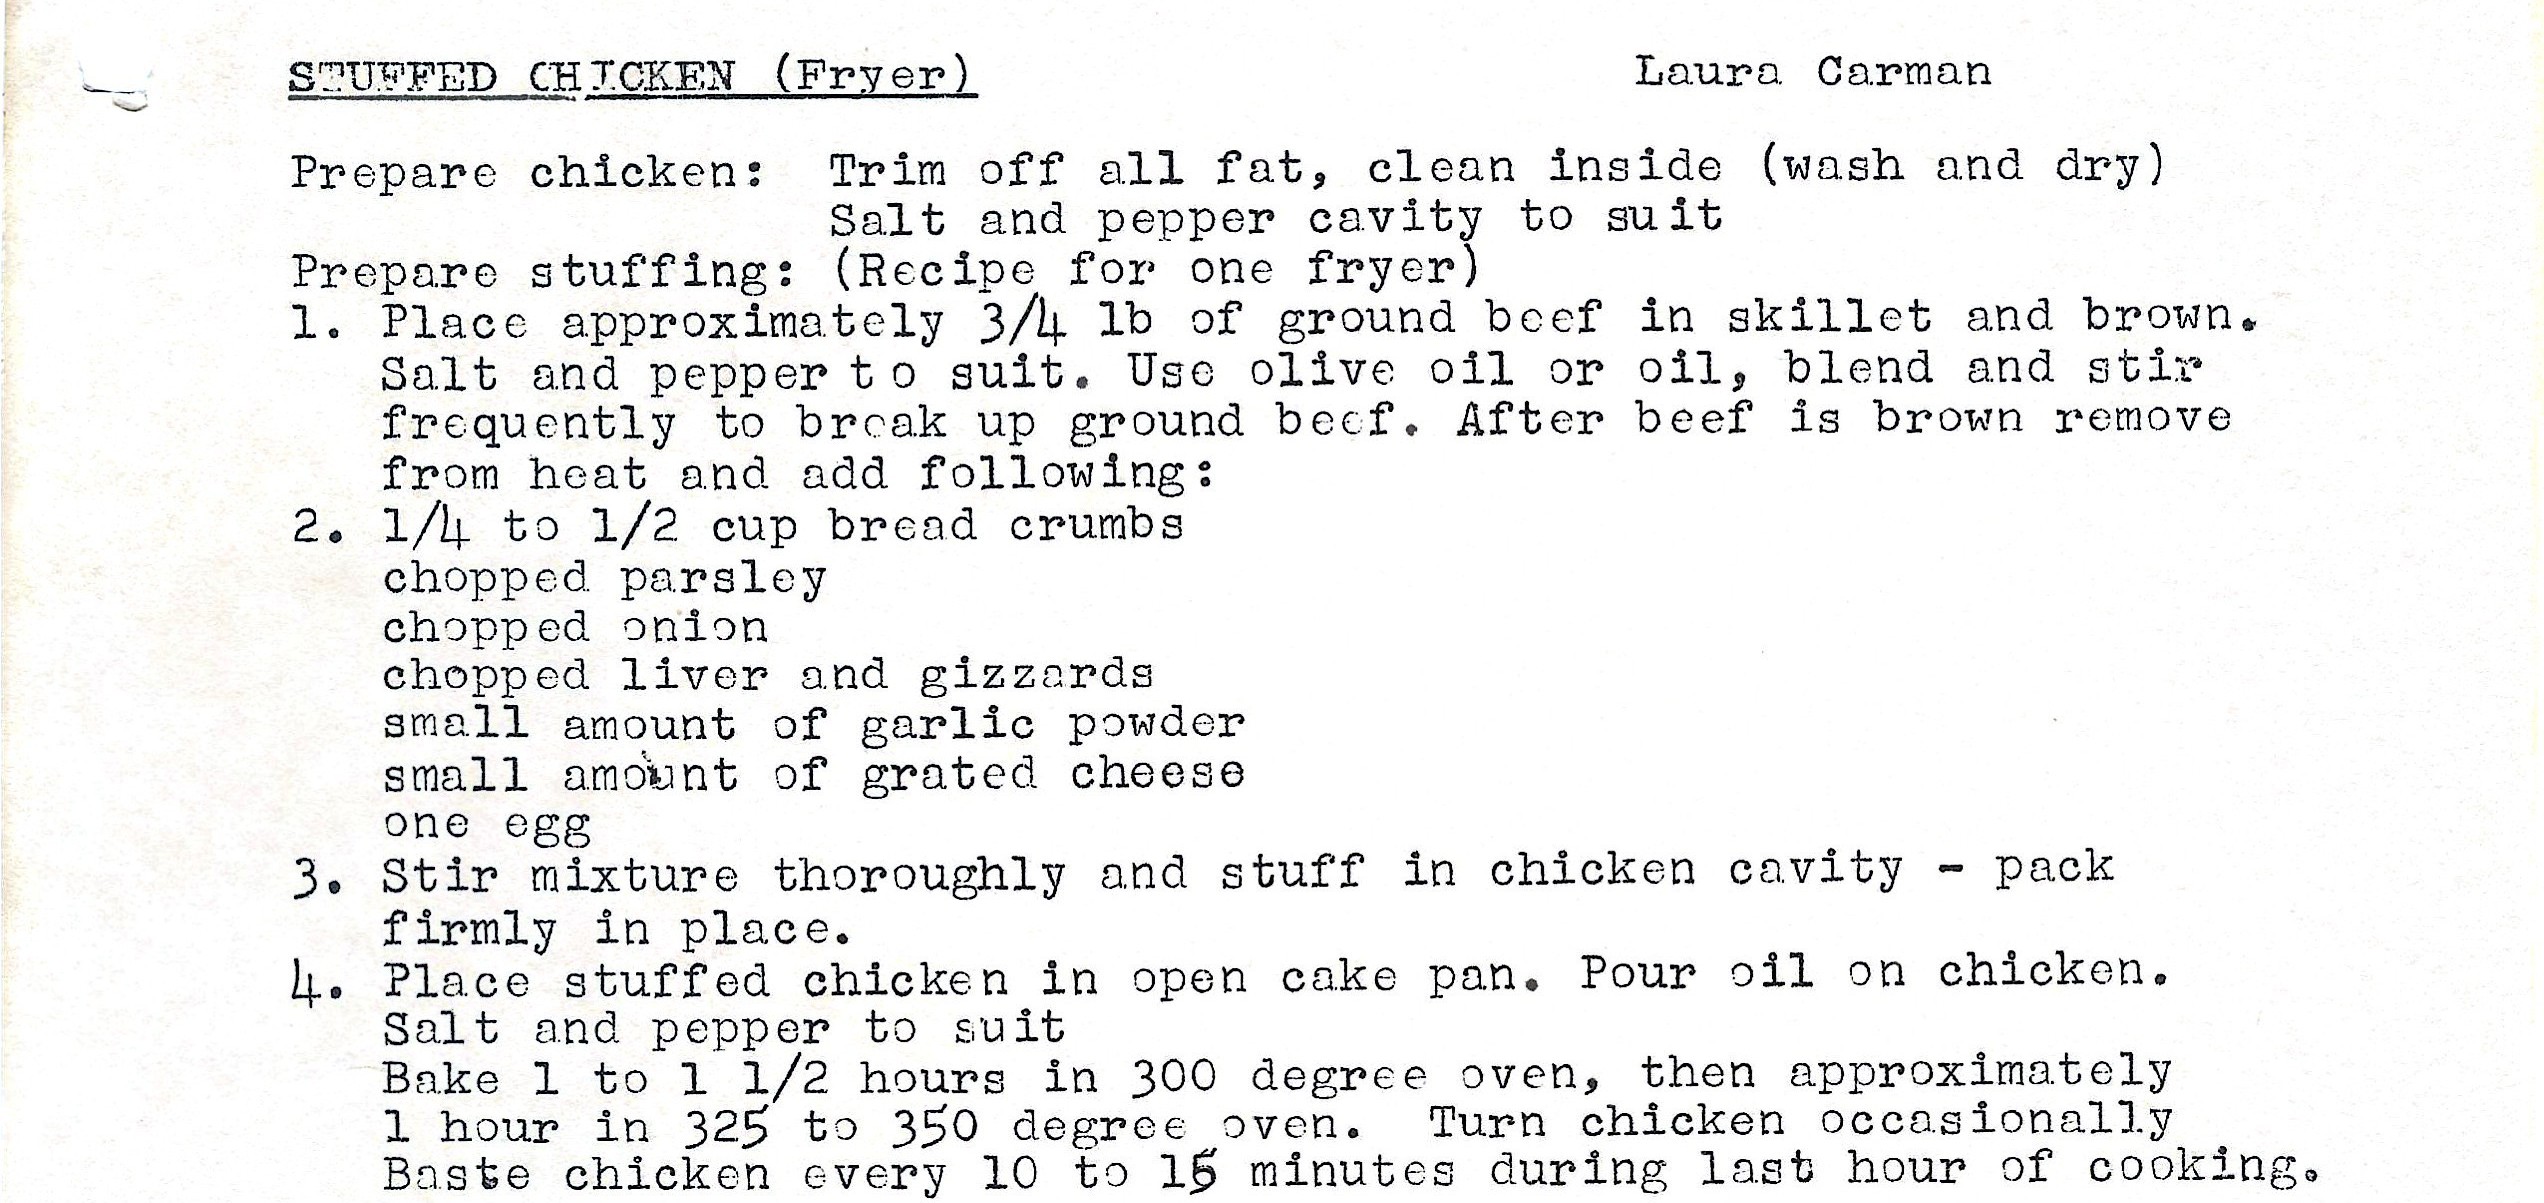 STUFFED CHICKEN (Fryer) Laura Carman
Prepare chicken: Trim off all fat, clean inside (wash and dry)
Salt and pepper cavity to suit
Prepare stuffing: (Recipe for one fryer)
1. Place approximately 3/4 lb of ground beef in skillet and brown.
Salt and pepper to suit. Use olive oil or oil, blend and stir
frequently to break up ground beef. After beef is brown remove
from heat and add following:
2. 1/4 to 1/2 cup bread crumbs
chopped parsley
chopped onion
chopped liver and gizzards
small amount of garlic powder
small amount of grated cheese
one egg
3. Stir mixture thoroughly and stuff in chicken cavity - pack
firmly in place.
4. Place stuffed chicken in open cake pan. Pour oil on chicken.
Salt and pepper to suit
Bake 1 to 1 1/2 hours in 300 degree oven, then approximately
1 hour in 325 to 350 degree oven. Turn chicken occasionally
Baste chicken every 10 to 15 minutes during last hour of cooking.